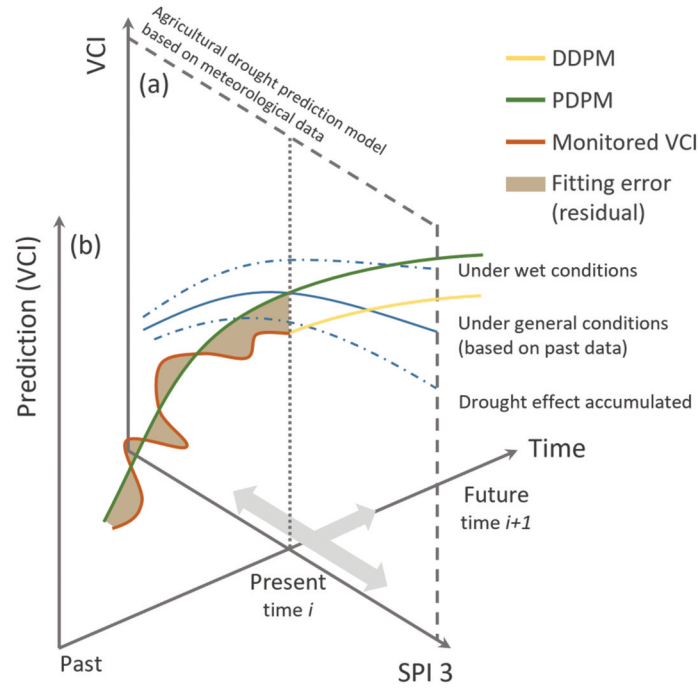 VCI
(a)
Agricultural drought prediction model
based on meteorological data
DDPM
PDPM
Monitored VCI
Fitting error
(residual)
Prediction (VCI)
(b)
Under wet conditions
Under general conditions
(based on past data)
Drought effect accumulated
Time
Future
time i+1
Present
time i
Past
SPI 3